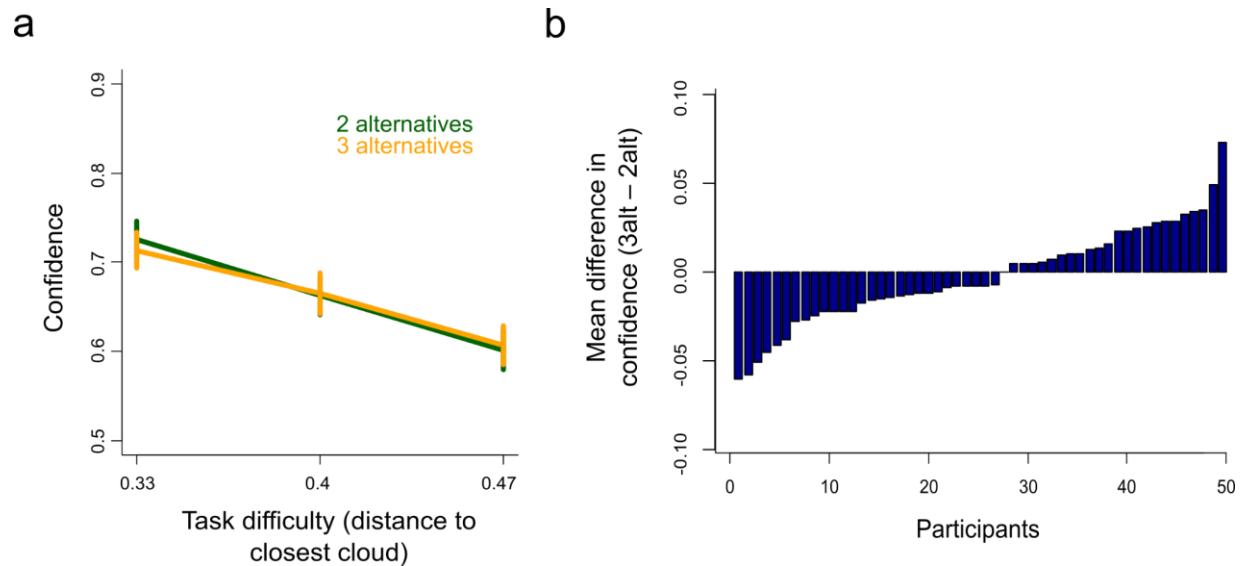 a
0.9
0.8
0.7
0.6
0.5
Confidence
2 alternatives
3 alternatives
0.33
0.4
0.47
Task difficulty (distance to
closest cloud)
b
0.10
0.05
0.00
-0.05
-0.10
Mean difference in
confidence (3alt – 2alt)
0
10
20
30
40
50
Participants